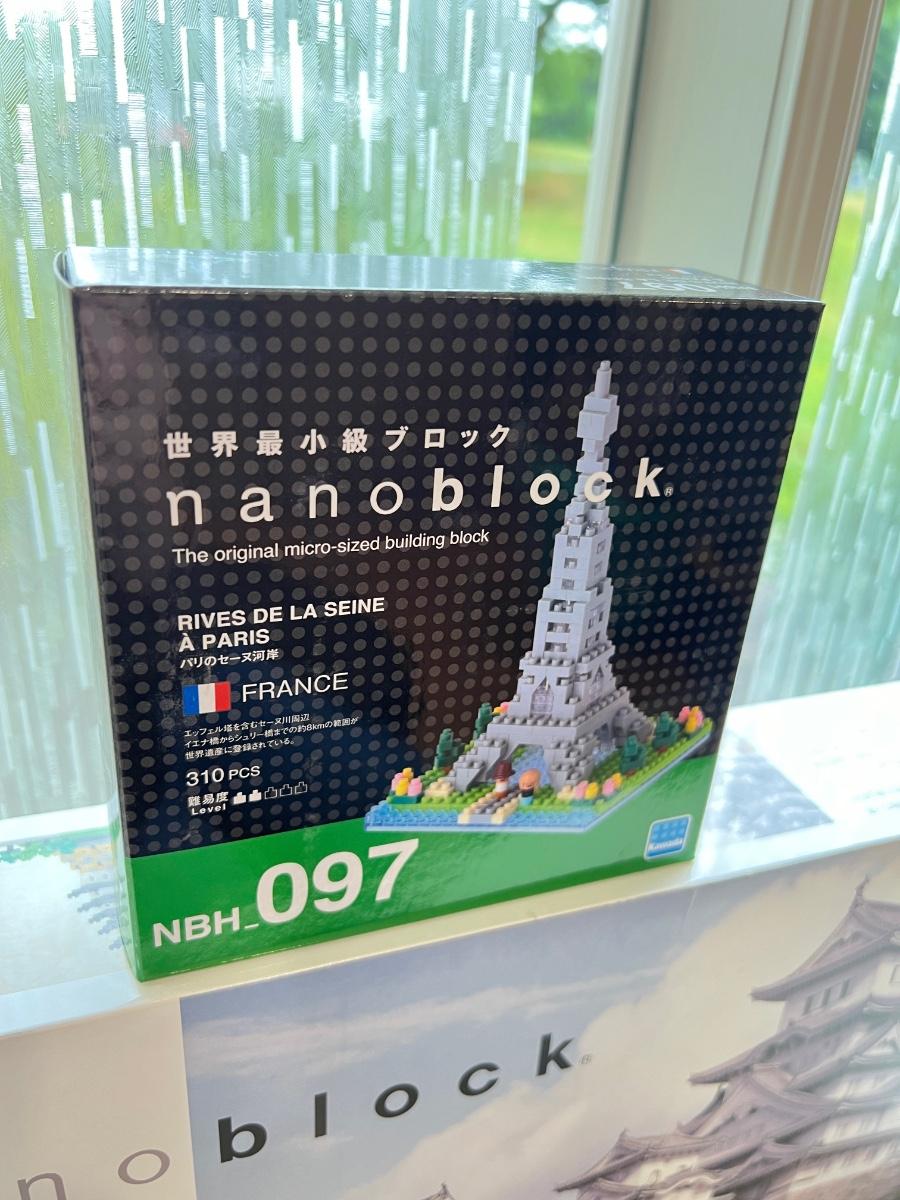 世界最小級ブロック
nanoblock®
The original micro-sized building block
RIVES DE LA SEINE
À PARIS
パリのセーヌ河岸
FRANCE
エッフェル塔を含むセーヌ川周辺
イエナ橋からシュリー橋までの約8kmの範囲が
世界遺産に登録されている。
310 PCS
難易度
Level
NBH_097
Kawada
noblock®